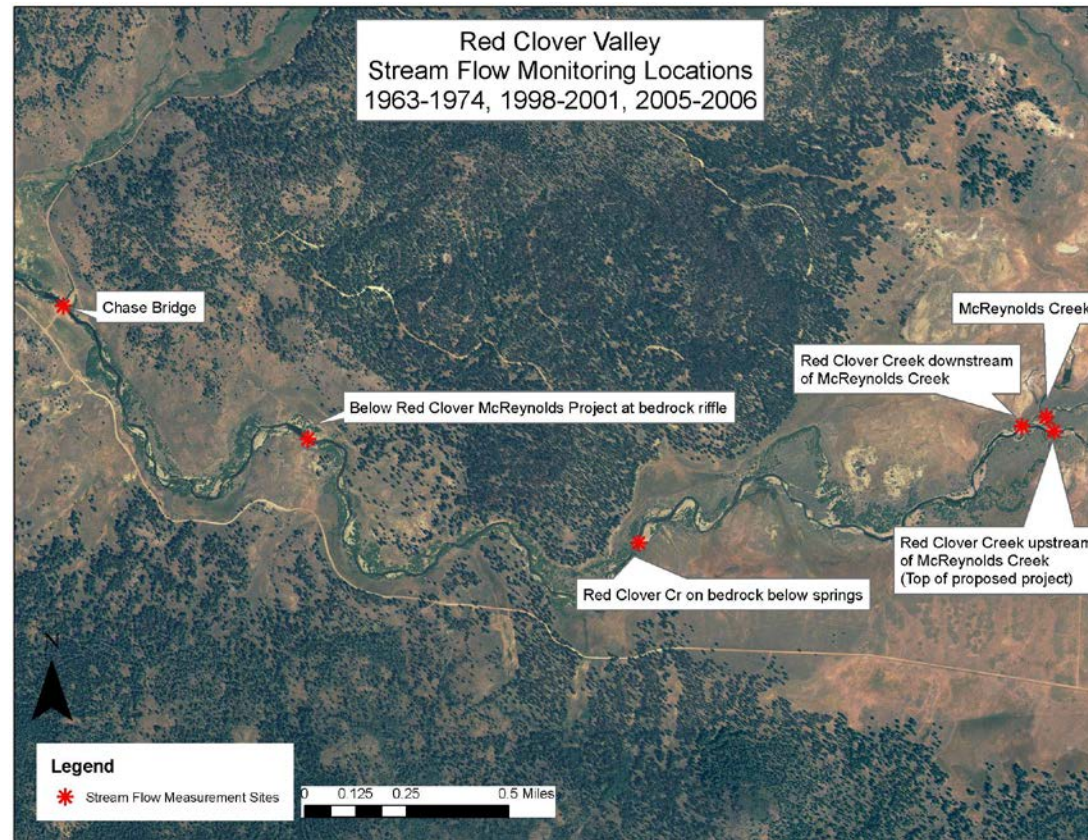 Red Clover Valley
Stream Flow Monitoring Locations
1963-1974, 1998-2001, 2005-2006
Chase Bridge
McReynolds Creek
Red Clover Creek downstream
of McReynolds Creek
Below Red Clover McReynolds Project at bedrock riffle
Red Clover Creek upstream
of McReynolds Creek
(Top of proposed project)
Red Clover Cr on bedrock below springs
N
Legend
Stream Flow Measurement Sites
0 0.125 0.25 0.5 Miles